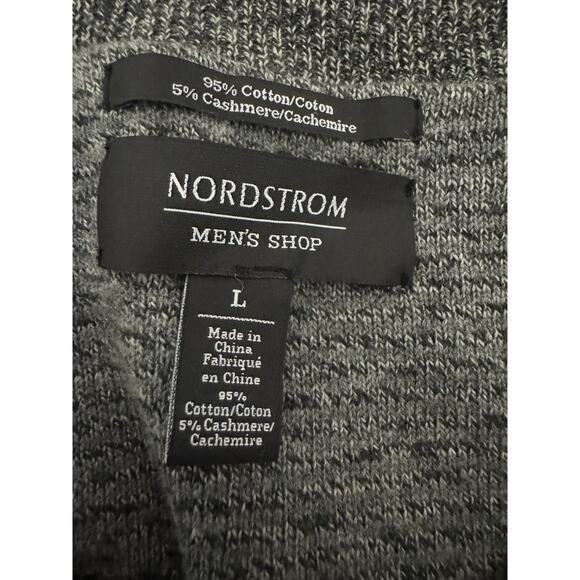 95% Cotton/Coton
5% Cashmere/Cachemire
NORDSTROM
MEN'S SHOP
L
Made in
China
Fabriqué
en Chine
95%
Cotton/Coton
5% Cashmere/
Cachemire